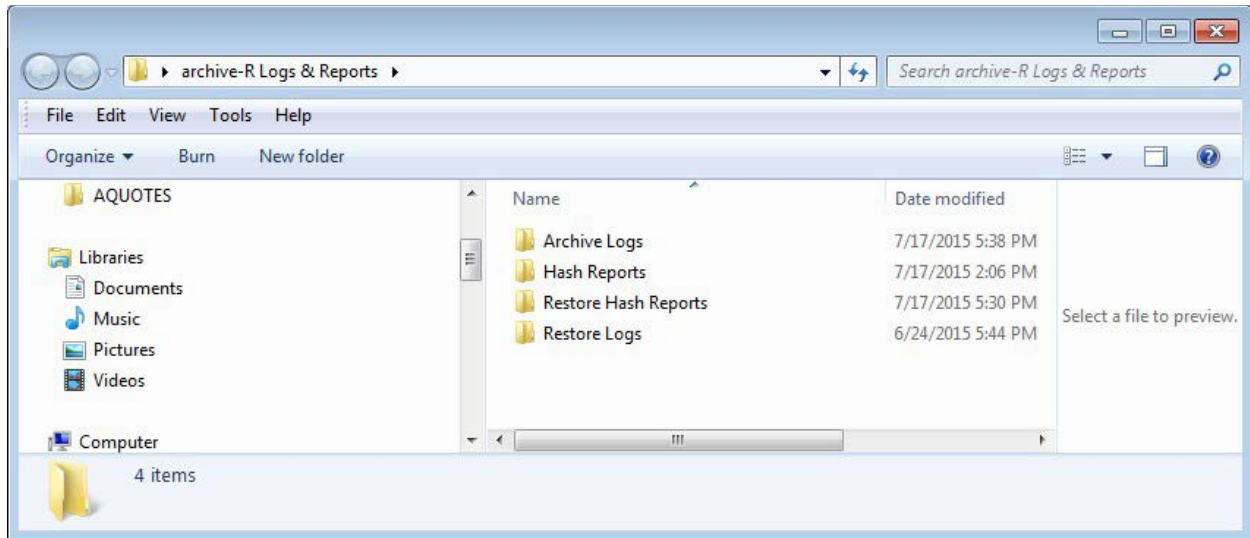 archive-R Logs & Reports
Search archive-R Logs & Reports
File Edit View Tools Help
Organize Burn New folder
AQUOTES
Libraries
Documents
Music
Pictures
Videos
Computer
Name Date modified
Archive Logs 7/17/2015 5:38 PM
Hash Reports 7/17/2015 2:06 PM
Restore Hash Reports 7/17/2015 5:30 PM
Restore Logs 6/24/2015 5:44 PM
Select a file to preview.
4 items